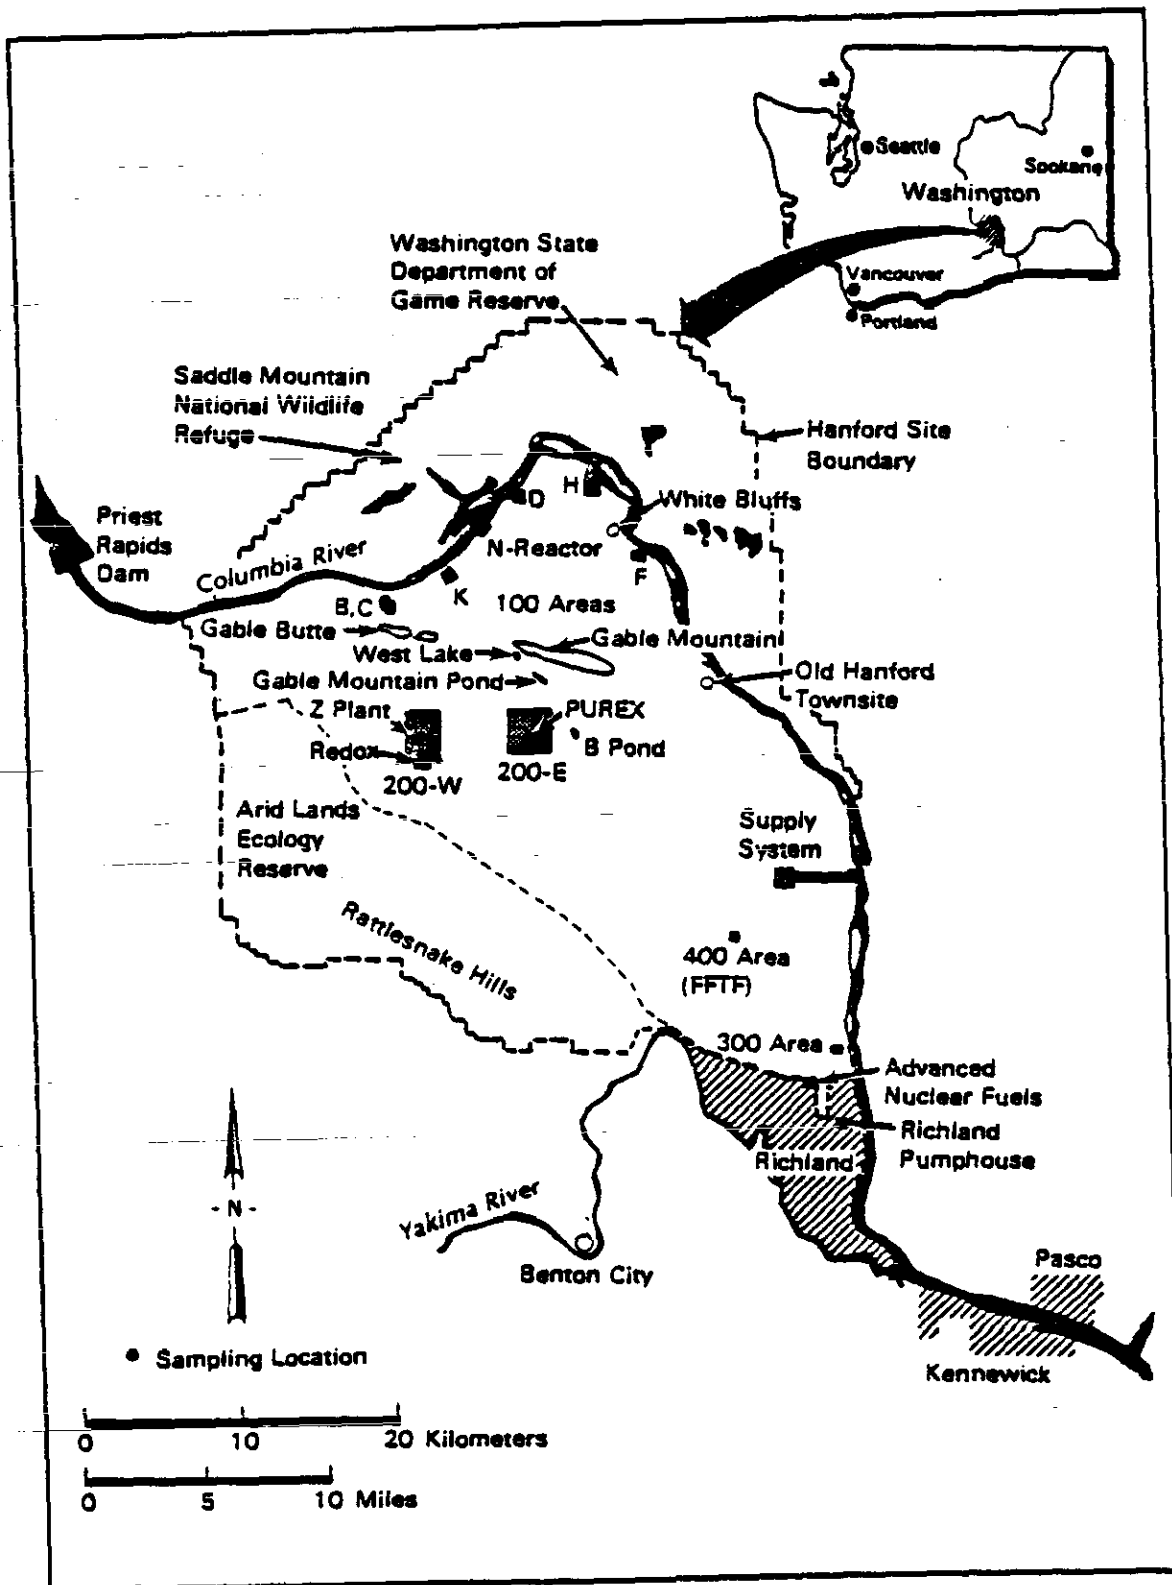 Seattle
Spokane
Washington
Vancouver
Portland
Washington State
Department of
Game Reserve
Saddle Mountain
National Wildlife
Refuge
Hanford Site
Boundary
Priest
Rapids
Dam
Columbia River
D
H
White Bluffs
N-Reactor
F
K
B,C
100 Areas
Gable Butte
Gable Mountain
West Lake
Gable Mountain Pond
Old Hanford
Townsite
Z Plant
PUREX
Redox
B Pond
200-W
200-E
Arid Lands
Ecology
Reserve
Supply
System
Rattlesnake Hills
400 Area
(FFTF)
300 Area
Advanced
Nuclear Fuels
Richland
Pumphouse
Richland
N
Yakima River
Benton City
Pasco
Kennewick
Sampling Location
0 10 20 Kilometers
0 5 10 Miles